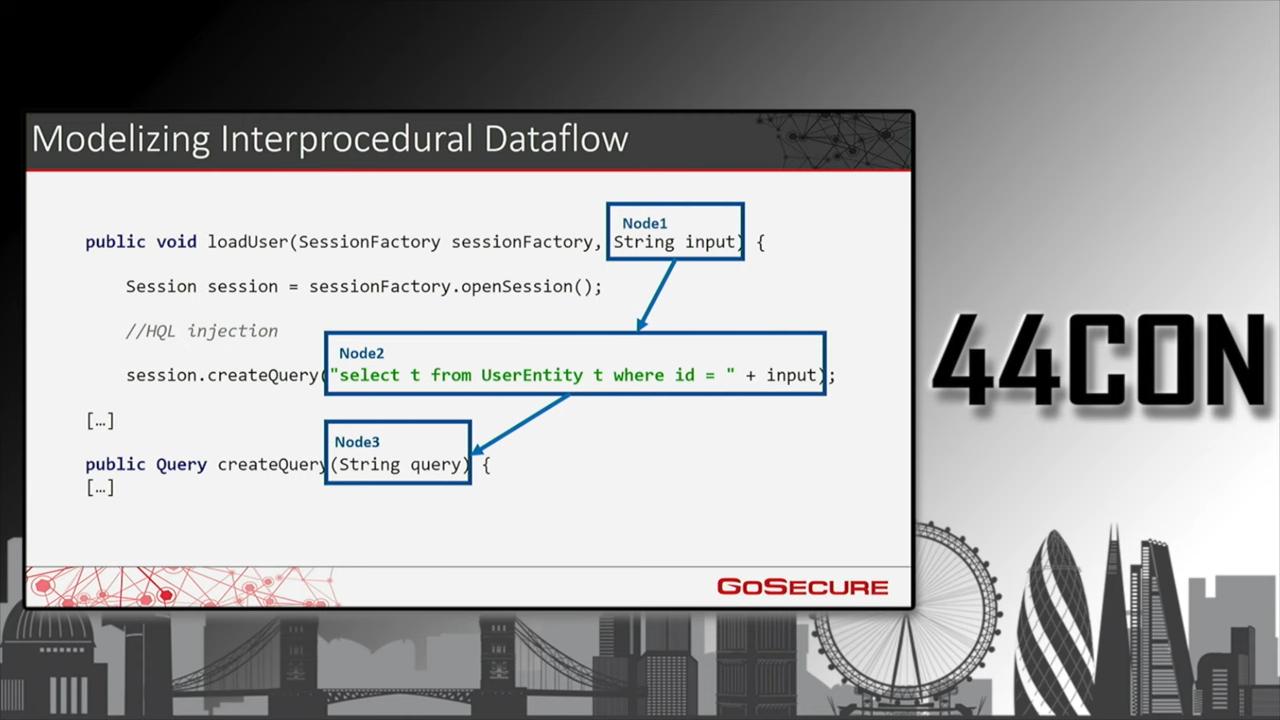 Modelizing Interprocedural Dataflow
Node1
public void loadUser(SessionFactory sessionFactory, String input) {
Session session = sessionFactory.openSession();
//HQL injection
Node2
session.createQuery("select t from UserEntity t where id = " + input);
[…]
Node3
public Query createQuery(String query) {
[…]
GoSecure
44CON